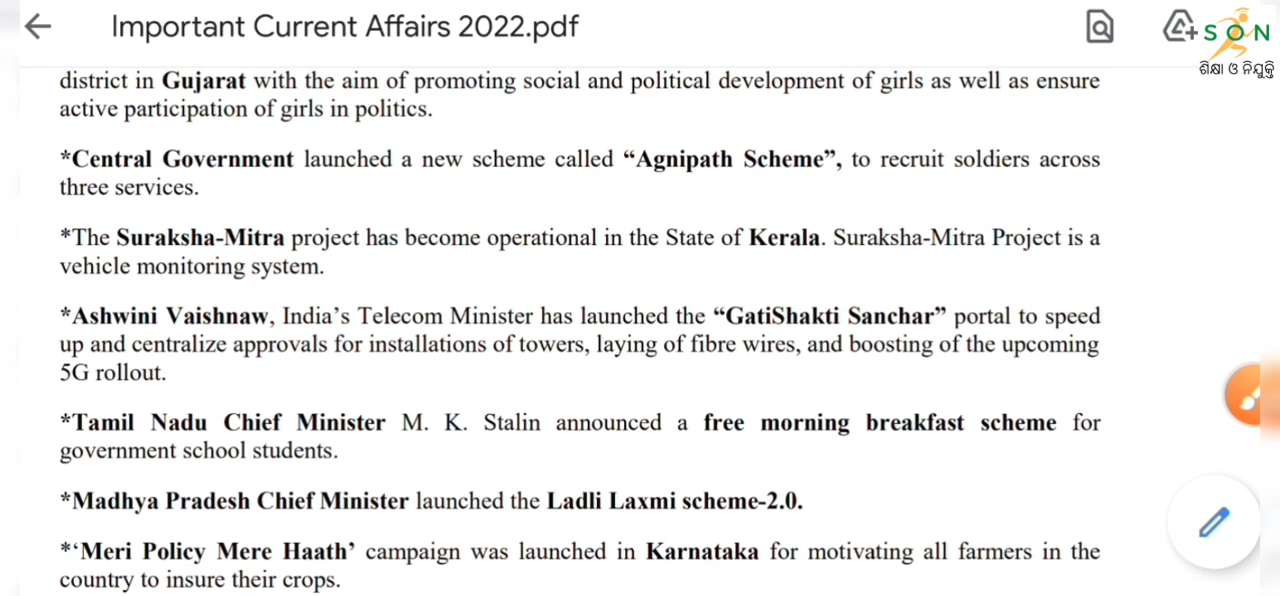 Important Current Affairs 2022.pdf
SON
ଶିକ୍ଷା ଓ ନିଯୁକ୍ତି
district in Gujarat with the aim of promoting social and political development of girls as well as ensure
active participation of girls in politics.
*Central Government launched a new scheme called “Agnipath Scheme”, to recruit soldiers across
three services.
*The Suraksha-Mitra project has become operational in the State of Kerala. Suraksha-Mitra Project is a
vehicle monitoring system.
*Ashwini Vaishnaw, India’s Telecom Minister has launched the “GatiShakti Sanchar” portal to speed
up and centralize approvals for installations of towers, laying of fibre wires, and boosting of the upcoming
5G rollout.
*Tamil Nadu Chief Minister M. K. Stalin announced a free morning breakfast scheme for
government school students.
*Madhya Pradesh Chief Minister launched the Ladli Laxmi scheme-2.0.
*‘Meri Policy Mere Haath’ campaign was launched in Karnataka for motivating all farmers in the
country to insure their crops.